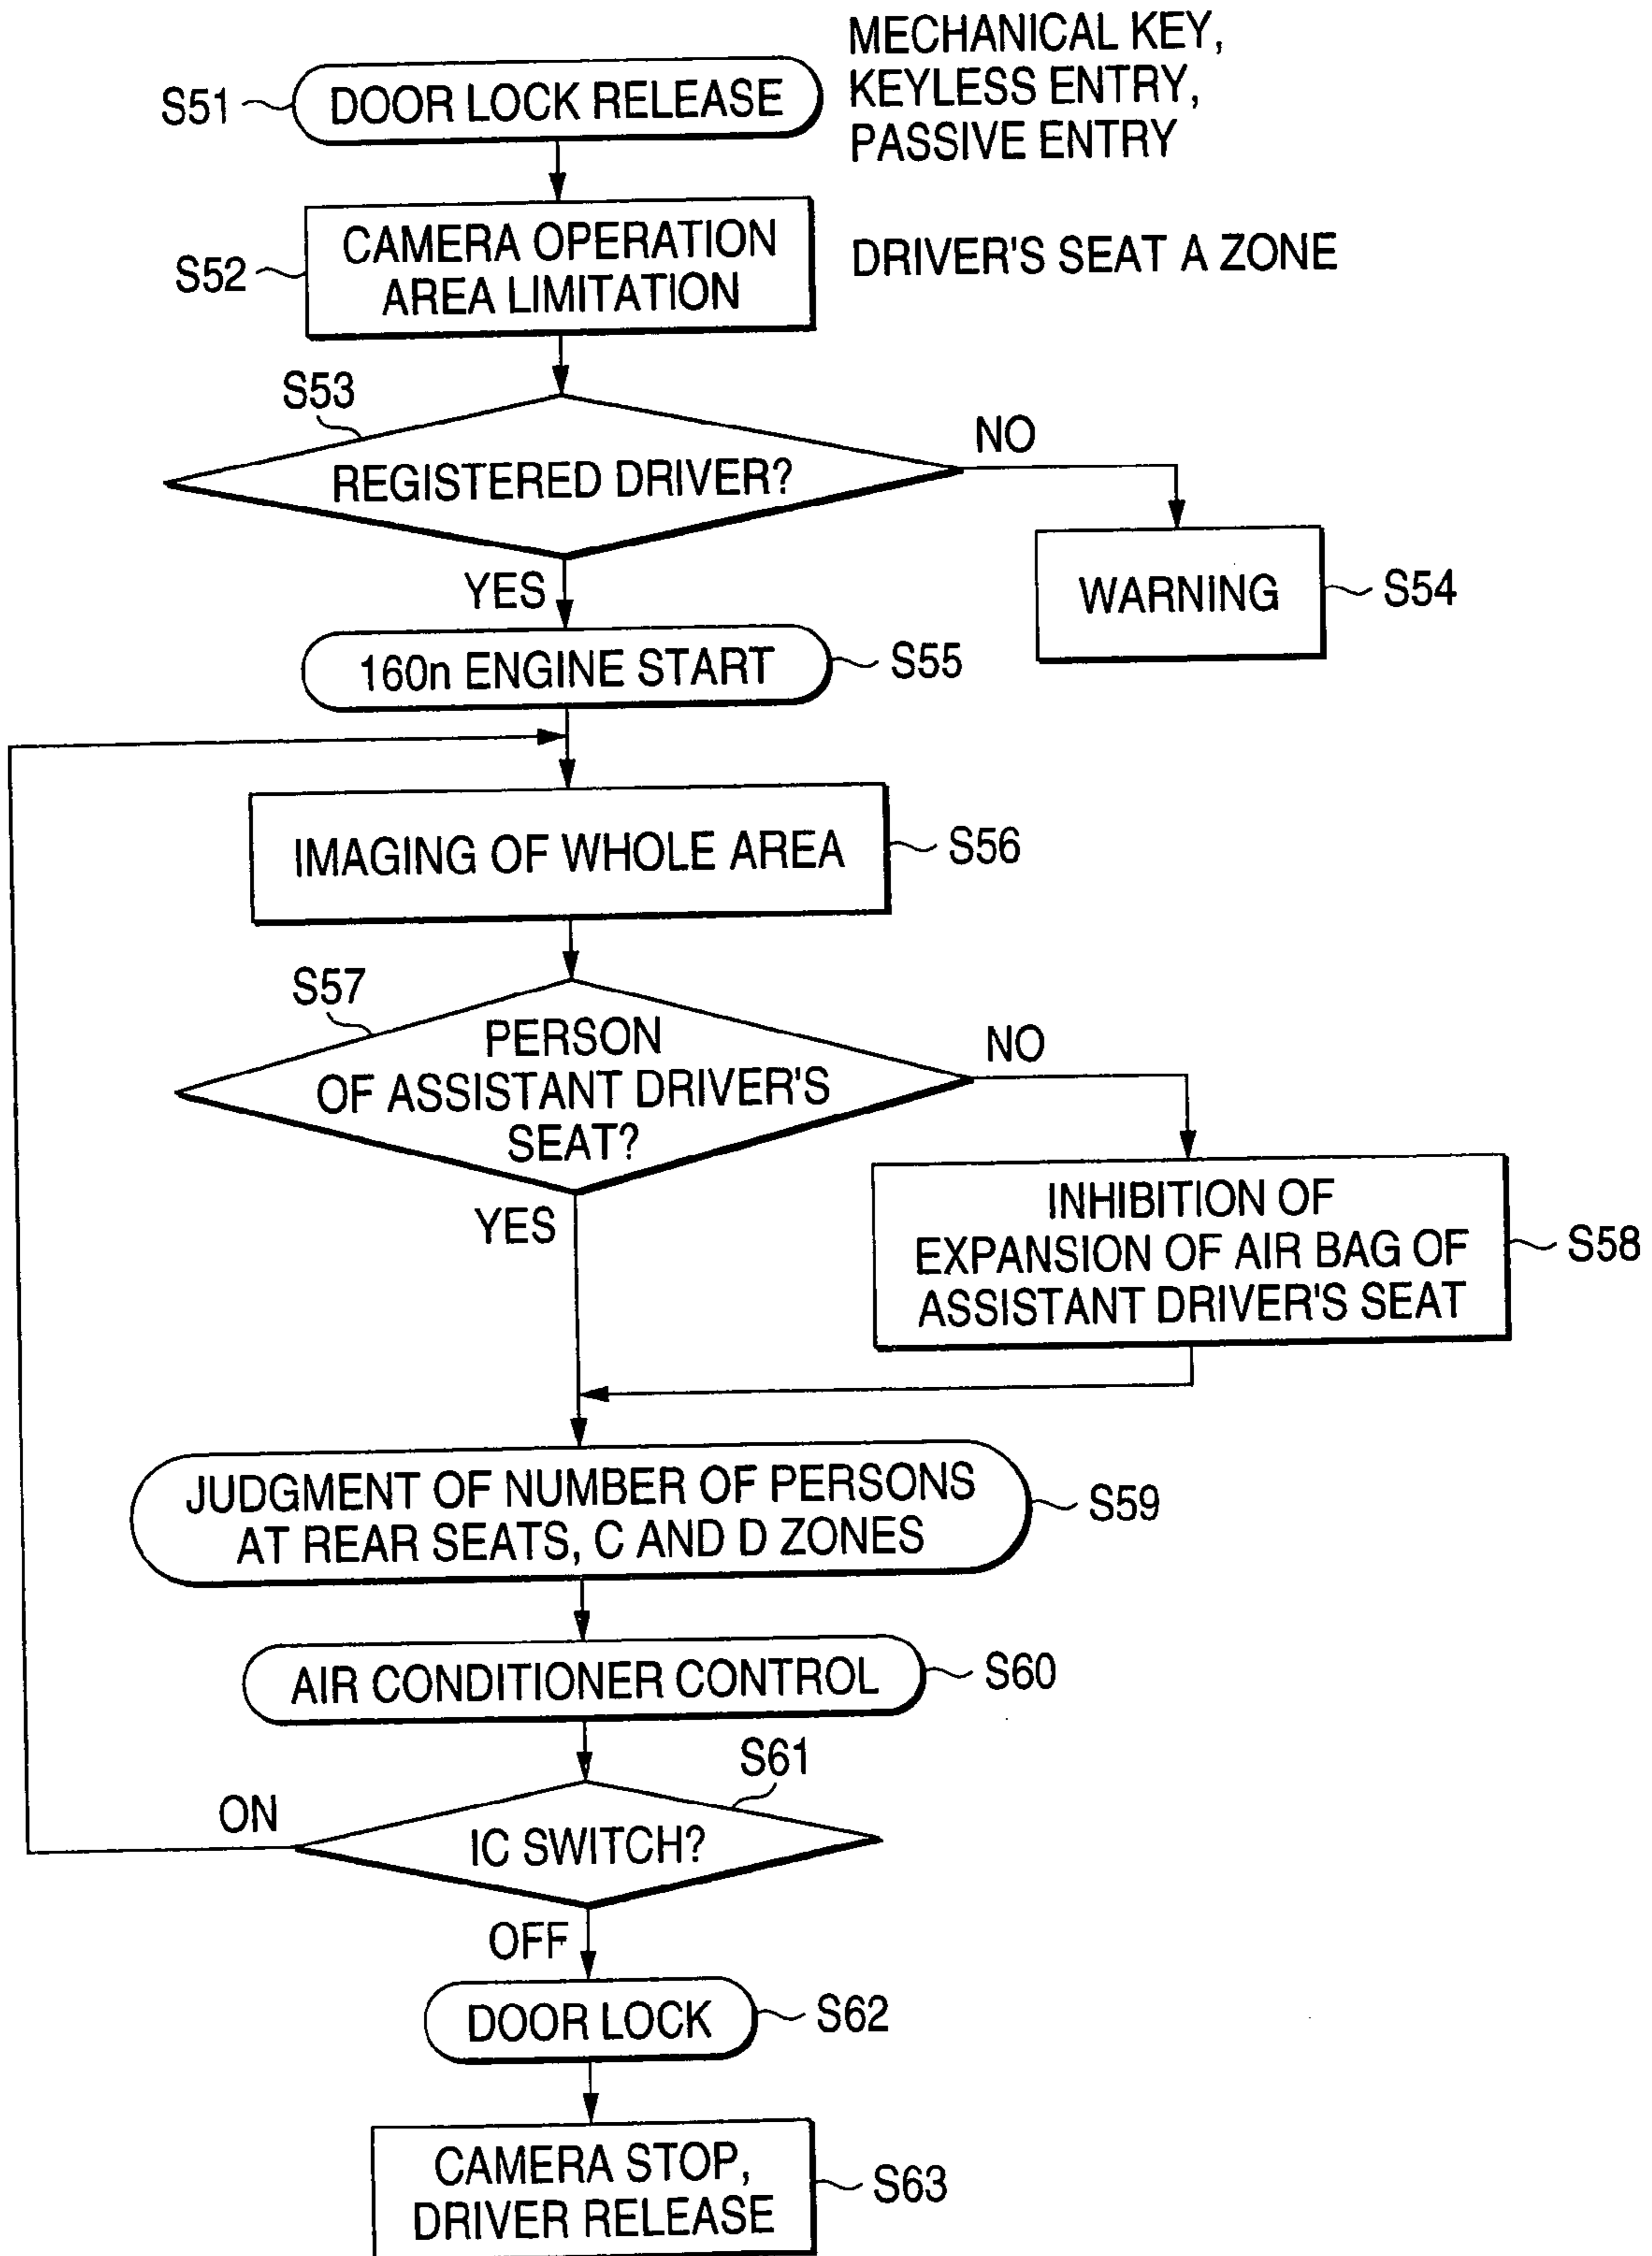 MECHANICAL KEY,
KEYLESS ENTRY,
PASSIVE ENTRY
S51
DOOR LOCK RELEASE
S52
CAMERA OPERATION
AREA LIMITATION
DRIVER'S SEAT A ZONE
S53
REGISTERED DRIVER?
NO
YES
WARNING
S54
160n ENGINE START
S55
IMAGING OF WHOLE AREA
S56
S57
PERSON
OF ASSISTANT DRIVER'S
SEAT?
NO
YES
INHIBITION OF
EXPANSION OF AIR BAG OF
ASSISTANT DRIVER'S SEAT
S58
JUDGMENT OF NUMBER OF PERSONS
AT REAR SEATS, C AND D ZONES
S59
AIR CONDITIONER CONTROL
S60
S61
ON
IC SWITCH?
OFF
DOOR LOCK
S62
CAMERA STOP,
DRIVER RELEASE
S63